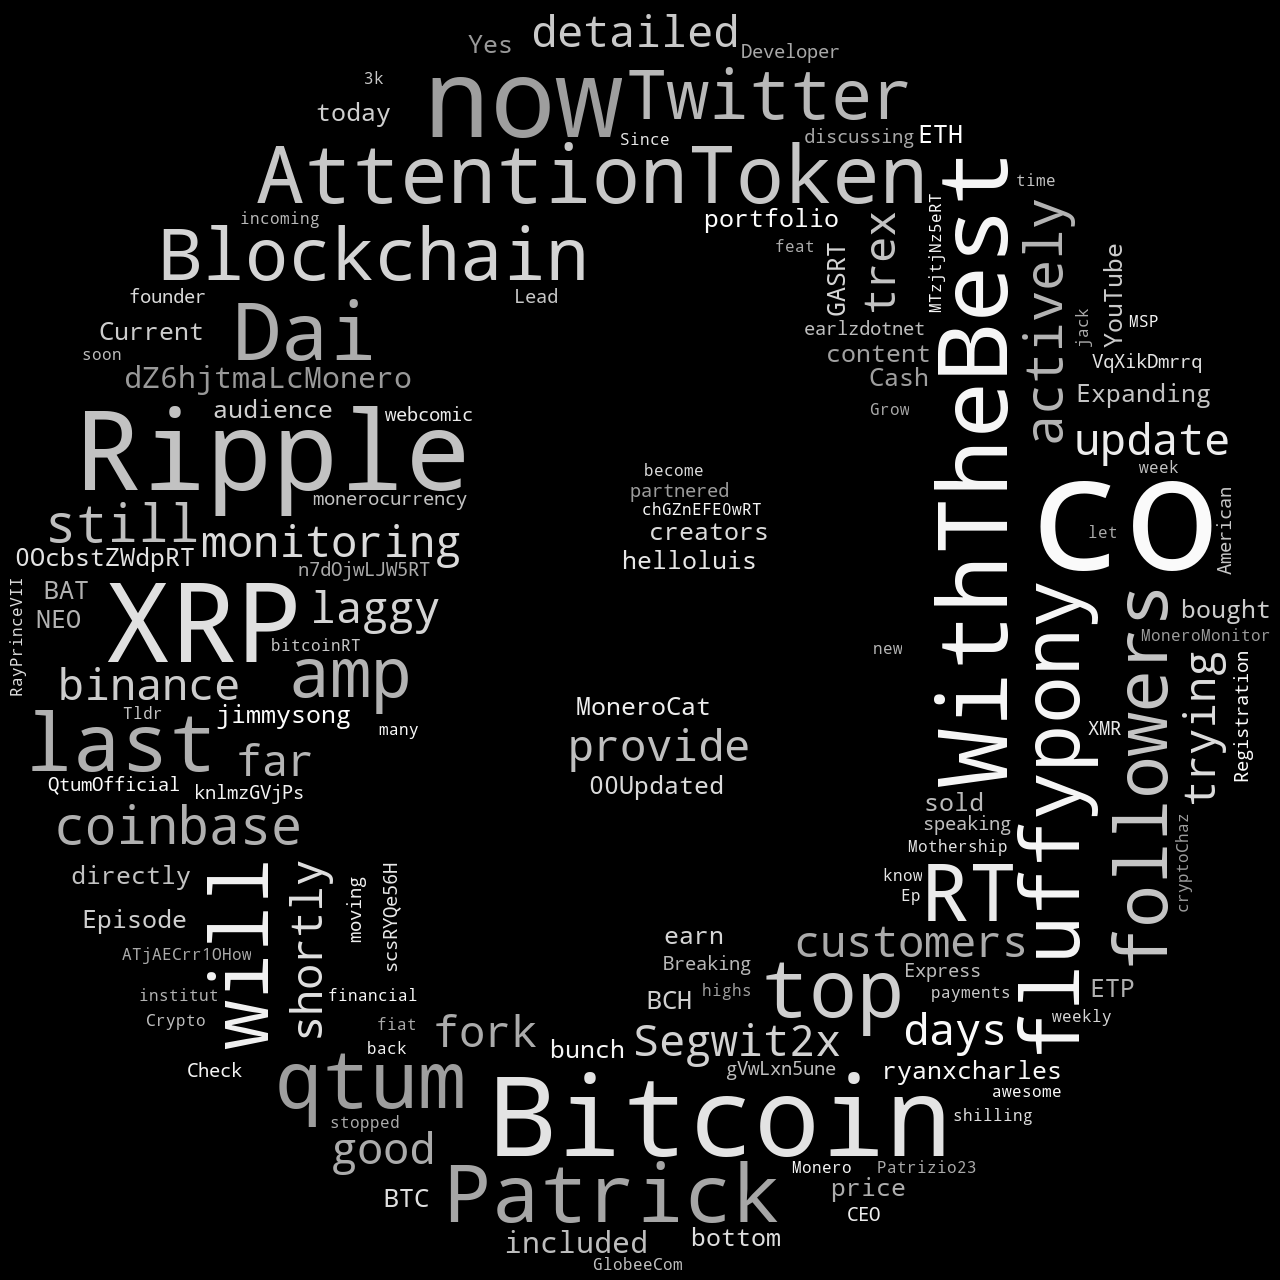 detailed
Yes
Developer
now
Twitter
3k
today
Since
discussing
ETH
AttentionToken
time
incoming
portfolio
MTzjtjNz5eRT
WithTheBest
actively
Blockchain
feat
GASRT
trex
YouTube
founder
Lead
jack
MSP
Current
Dai
earlzdotnet
soon
content
VqXikDmrrq
dZ6hjtmaLcMonero
Cash
Expanding
audience
webcomic
Grow
Ripple
update
become
week
partnered
monerocurrency
chGZnEFEOwRT
co
still
monitoring
creators
let
American
OOcbstZWdpRT
n7dOjwLJW5RT
helloluis
RayPrinceVII
BAT
XRP
laggy
fluffypony
followers
bought
NEO
bitcoinRT
new
MoneroMonitor
binance
amp
trying
Registration
Tldr
jimmysong
MoneroCat
last
many
XMR
far
provide
QtumOfficial
knlmzGVjPs
OOUpdated
coinbase
sold
speaking
cryptoChaz
Mothership
directly
will
shortly
moving
scsRYQe56H
know
RT
Ep
Episode
earn
customers
ATjAECrr1OHow
Breaking
Express
institut
financial
BCH
highs
top
payments
ETP
Crypto
fiat
fork
weekly
back
bunch
Segwit2x
days
Check
qtum
gVwLxn5une
ryanxcharles
awesome
stopped
Bitcoin
shilling
good
Monero
Patrizio23
BTC
Patrick
price
CEO
included
bottom
GlobeeCom